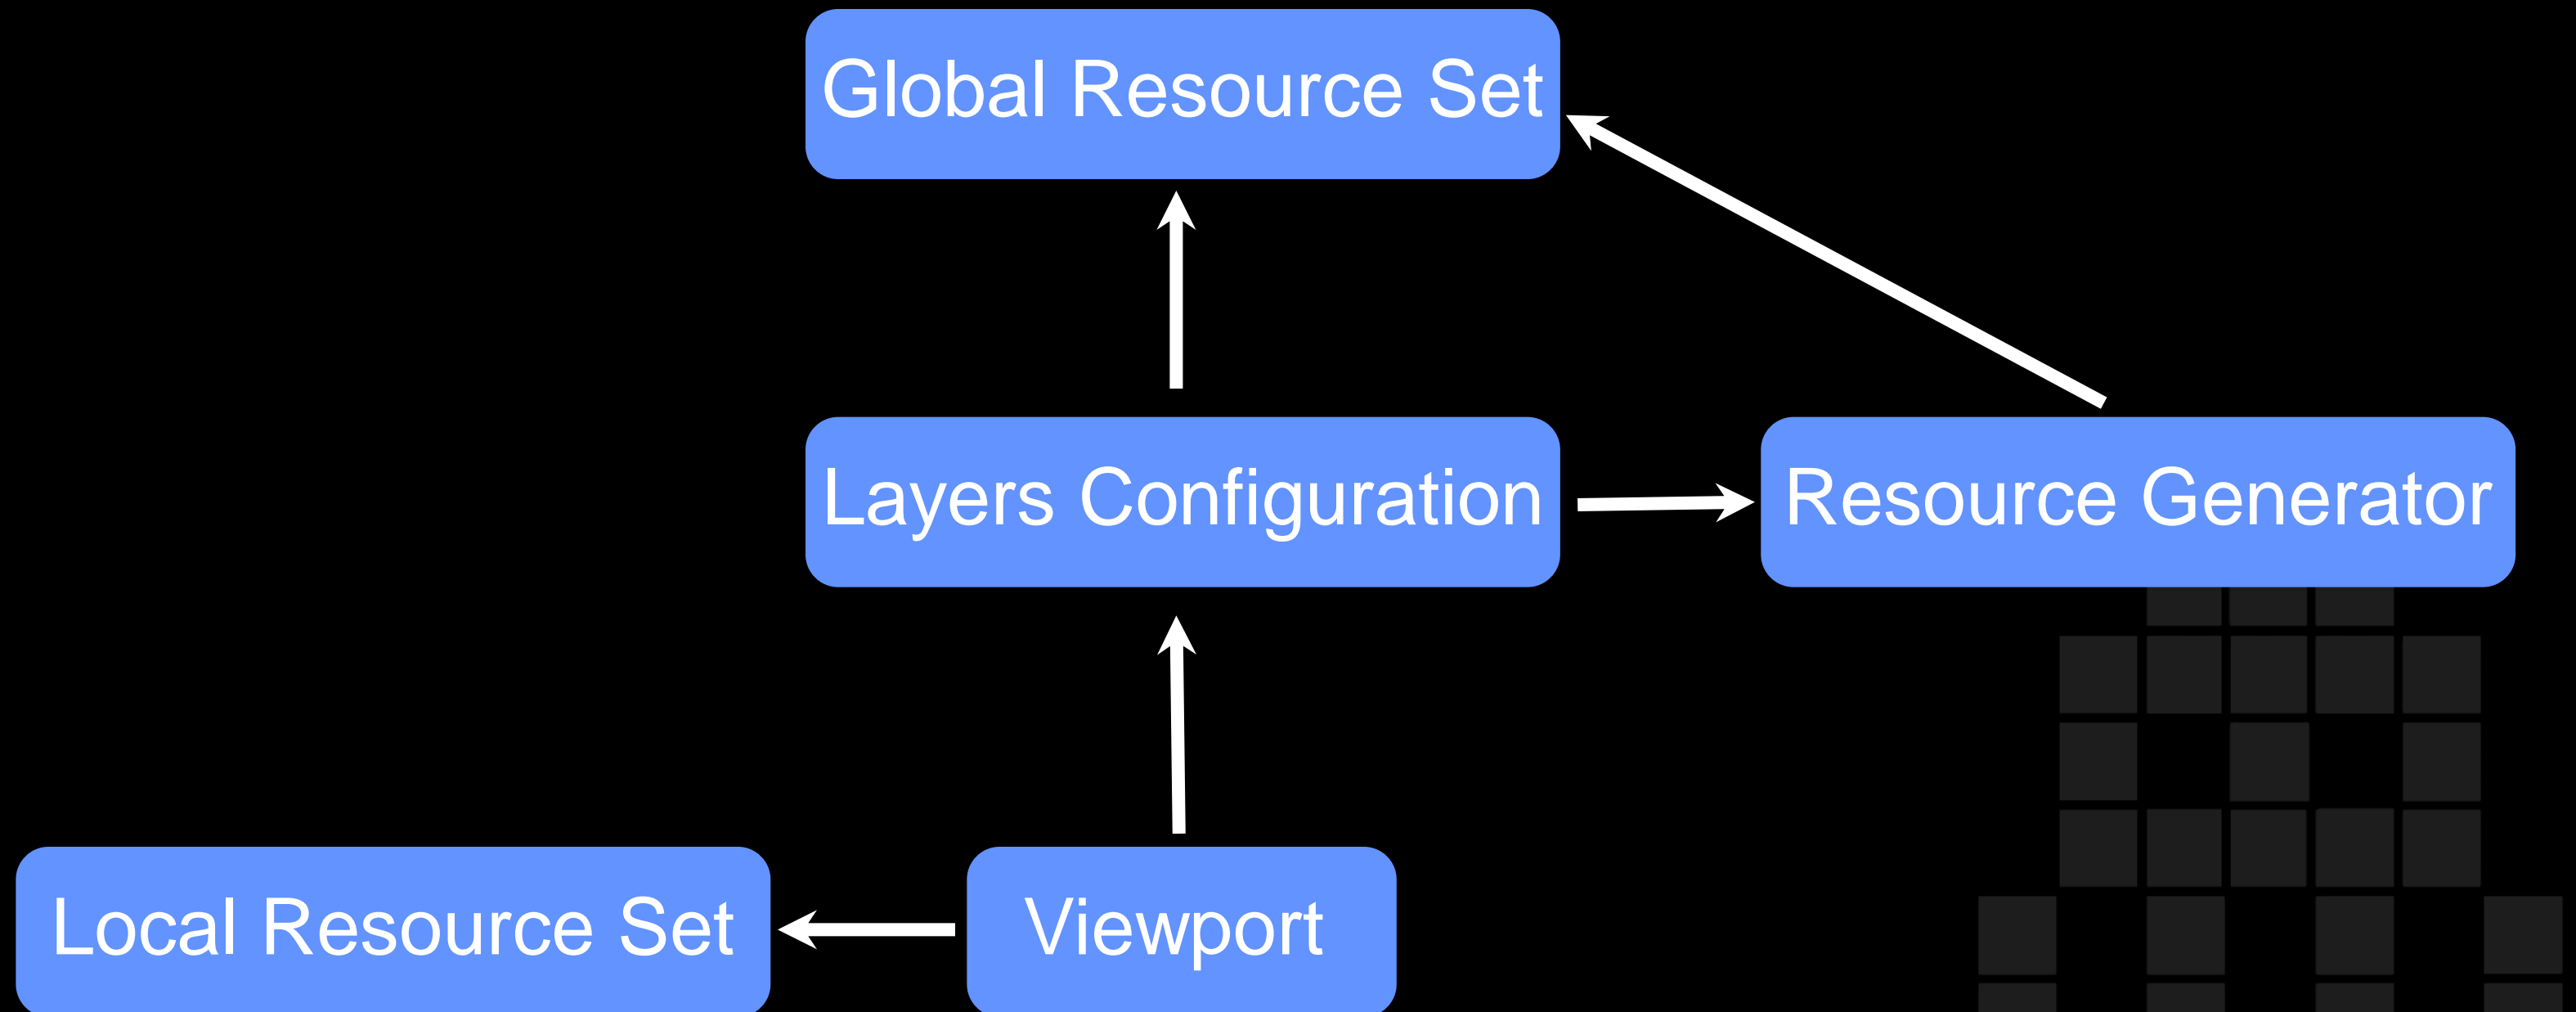 Global Resource Set
Layers Configuration
Resource Generator
Local Resource Set
Viewport